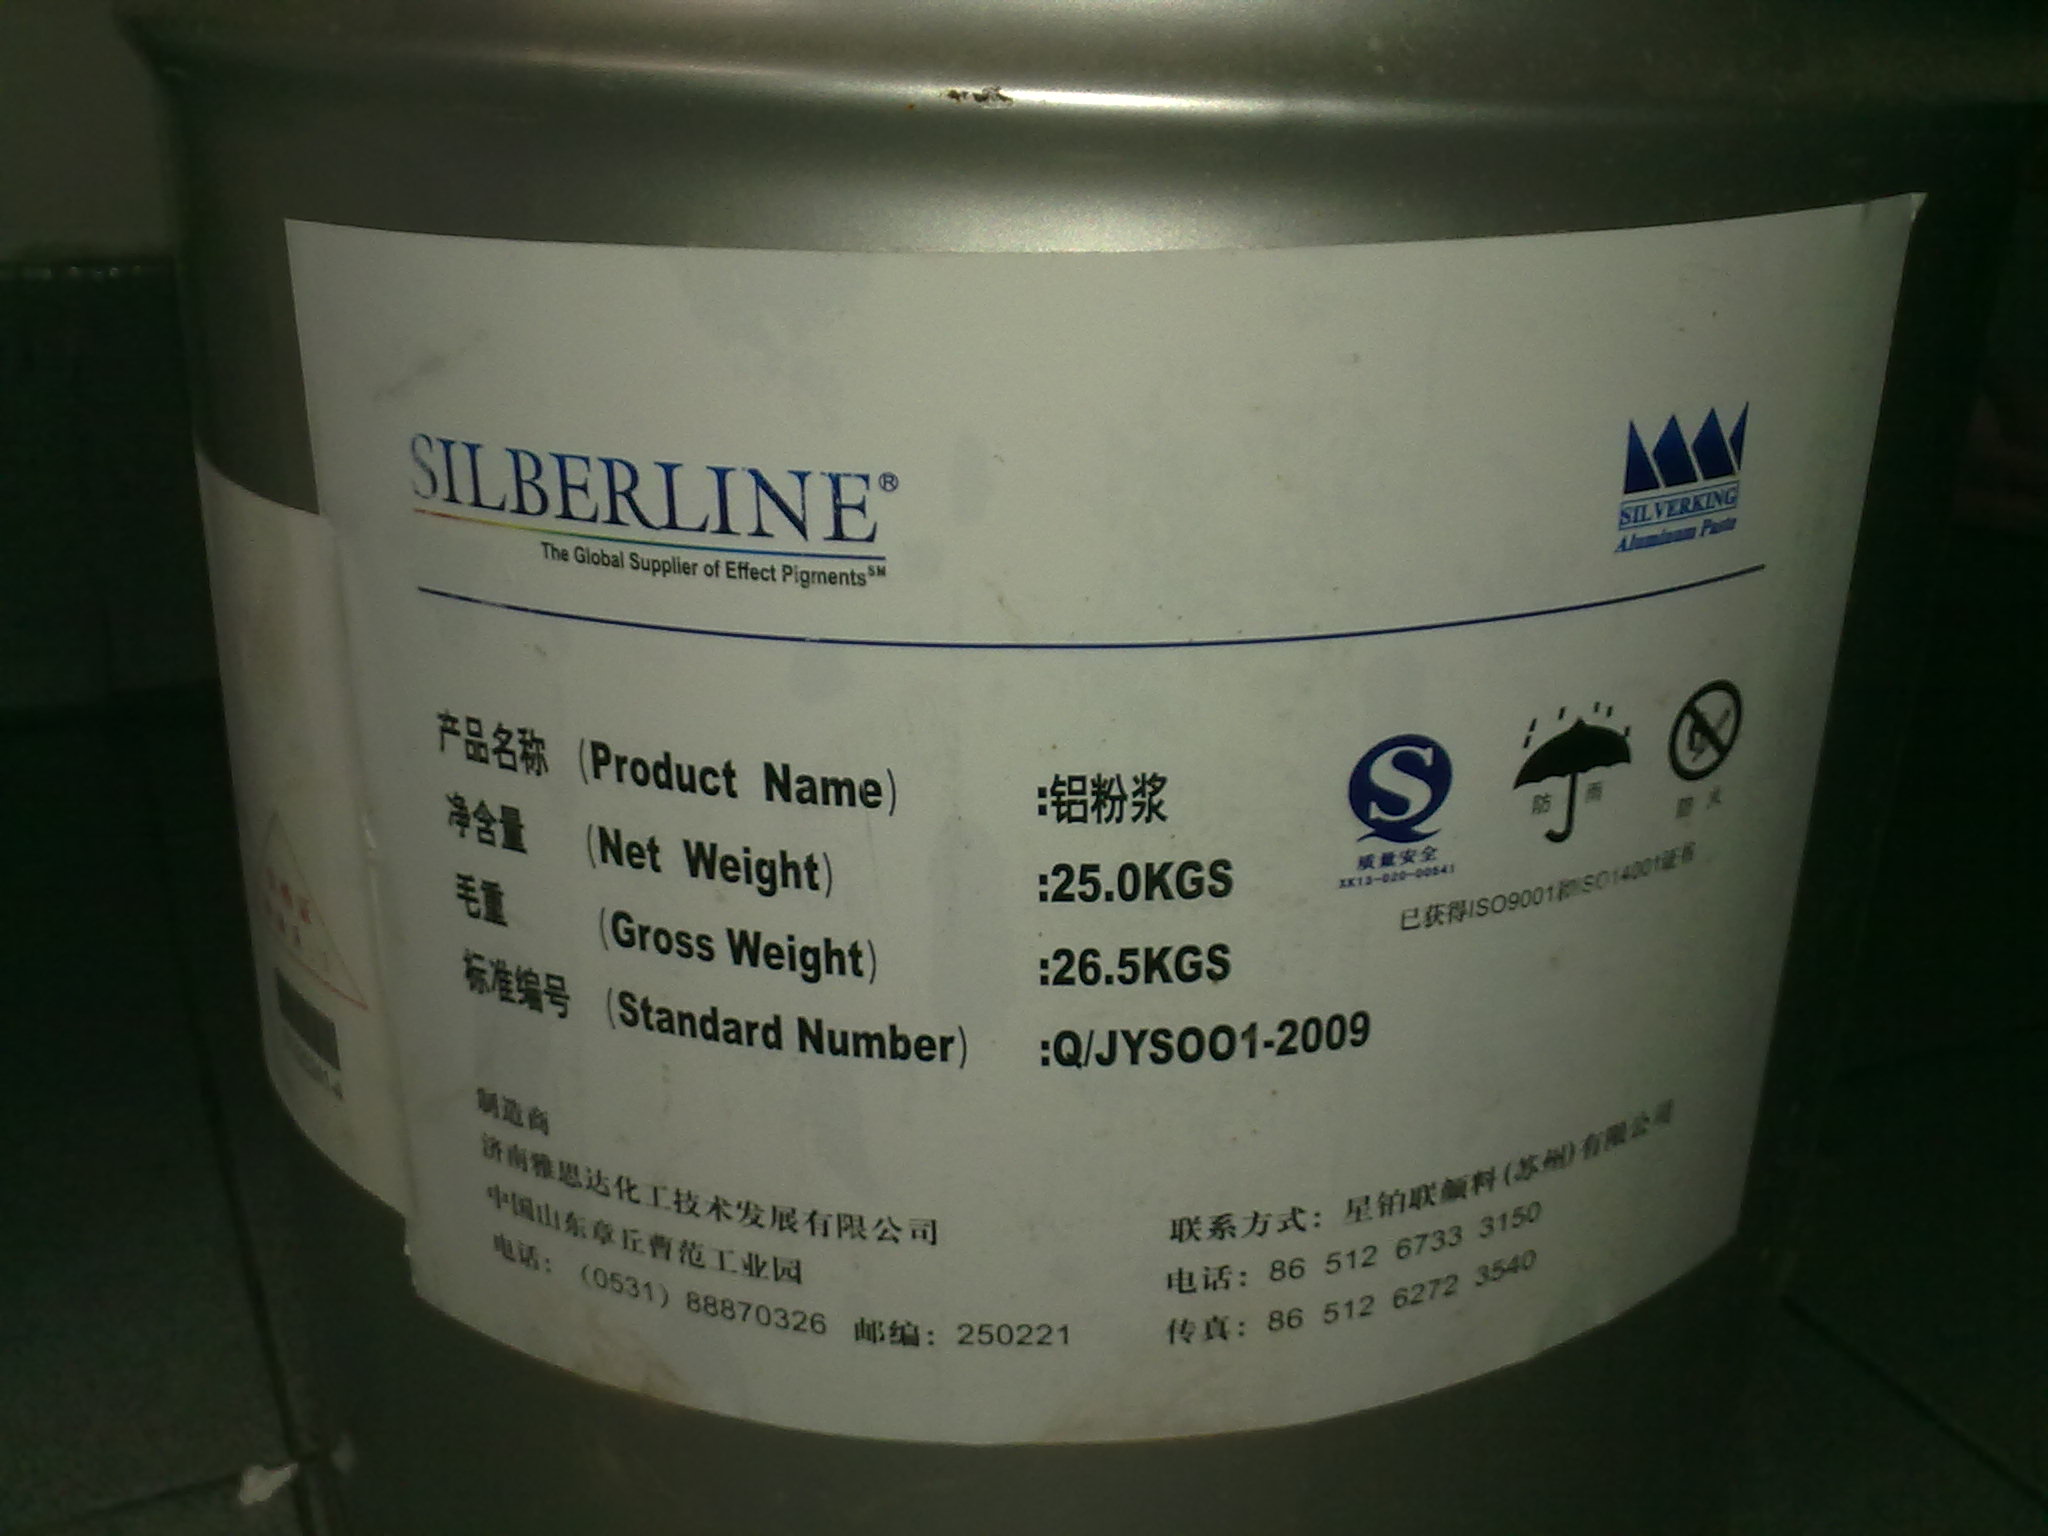 SILBERLINE®
The Global Supplier of Effect Pigments℠
SILVERKING
Aluminum Paste
产品名称 (Product Name) :铝粉浆
净含量 (Net Weight) :25.0KGS
毛重 (Gross Weight) :26.5KGS
标准编号 (Standard Number) :Q/JYSOO1-2009
质量安全
XK13-020-00541
防 雨
火
已获得ISO9001和ISO14001证书
制造商
济南雅思达化工技术发展有限公司
中国山东章丘曹范工业园
电话: (0531) 88870326 邮编: 250221
联系方式: 星铂联颜料(苏州)有限公司
电话: 86 512 6733 3150
传真: 86 512 6272 3540